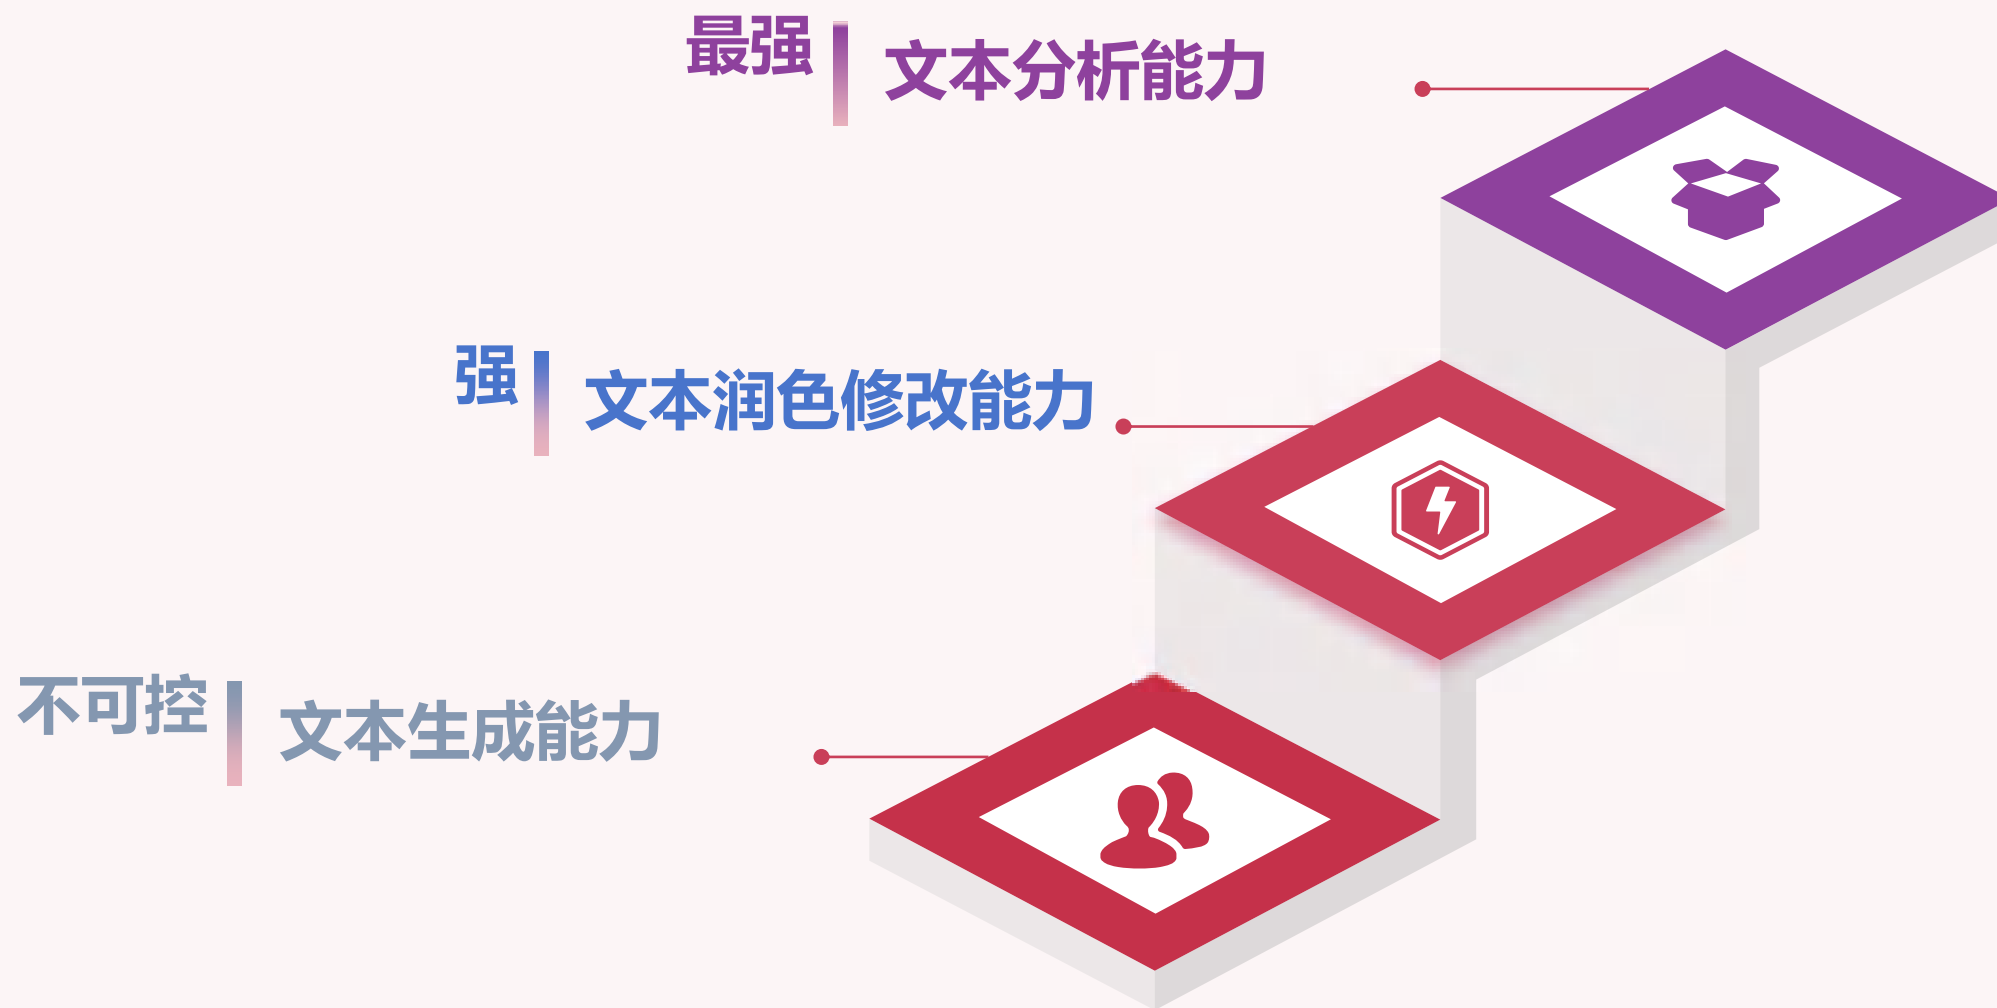 最强
文本分析能力
强
文本润色修改能力
不可控
文本生成能力